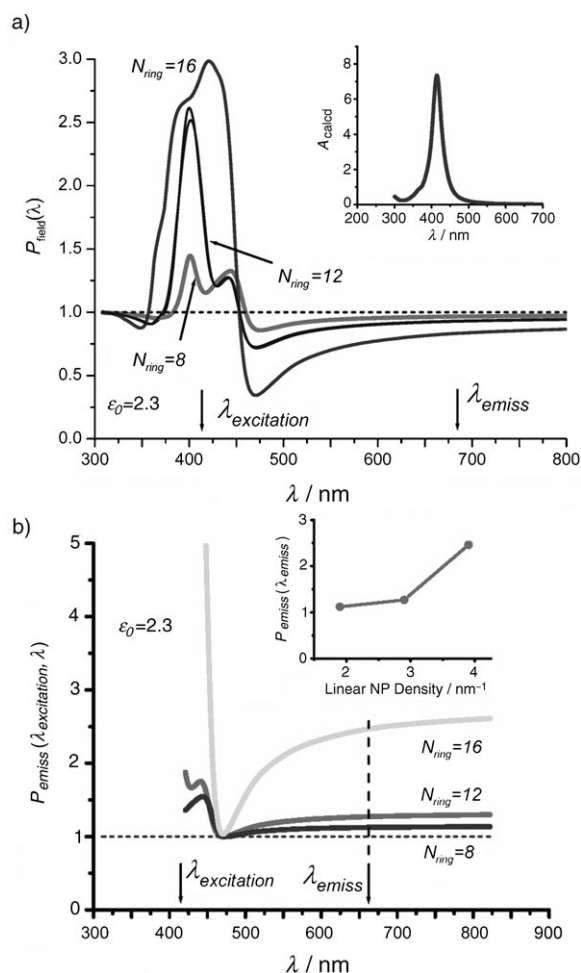 a)
3.0
2.5
2.0
1.5
1.0
0.5
0.0
P_field(λ)
N_ring=16
N_ring=12
N_ring=8
ε_0=2.3
λ_excitation
λ_emiss
300 400 500 600 700 800
λ / nm
8
6
4
2
0
A_calcd
200 300 400 500 600 700
λ / nm
b)
5
4
3
2
1
0
P_emiss (λ_excitation, λ)
ε_0=2.3
3
2
1
0
P_emiss (λ_emiss)
2 3 4
Linear NP Density / nm⁻¹
N_ring=16
N_ring=12
N_ring=8
λ_excitation
λ_emiss
300 400 500 600 700 800 900
λ / nm